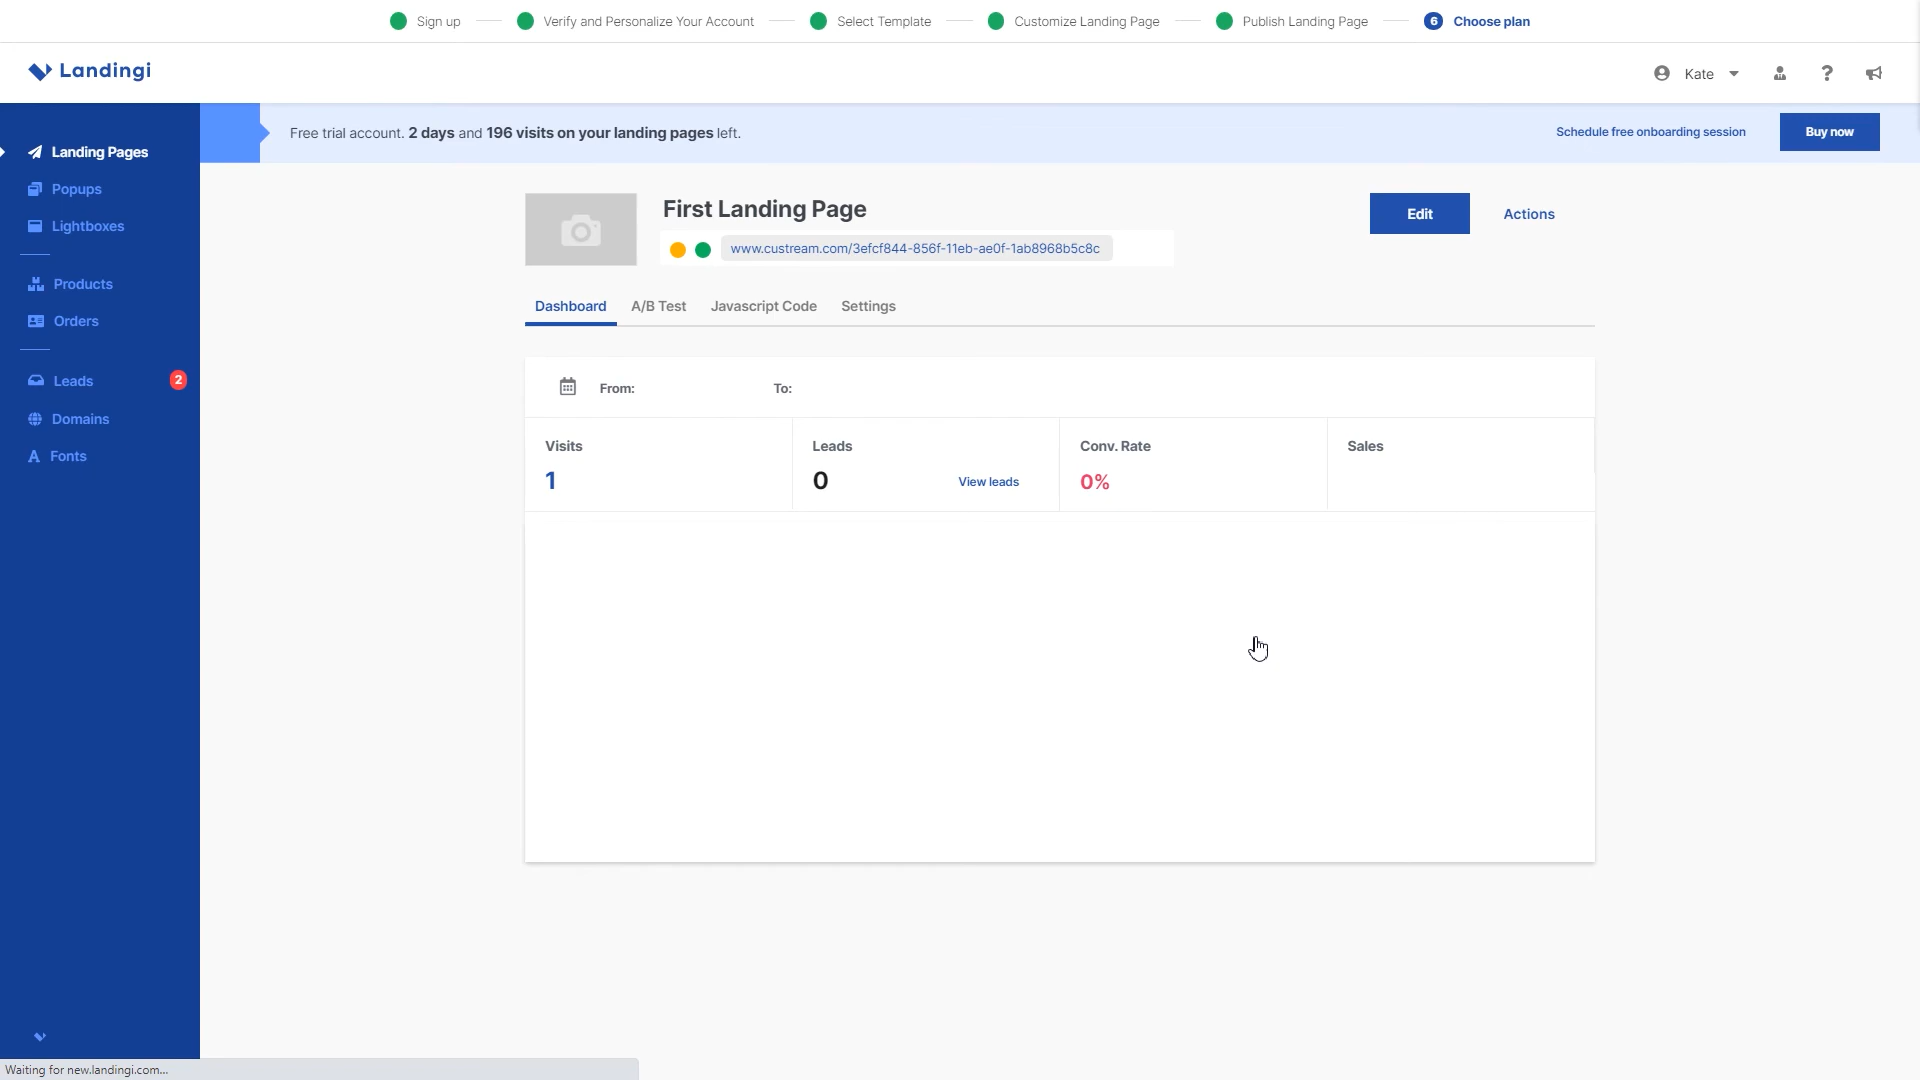 Sign up
Verify and Personalize Your Account
Select Template
Customize Landing Page
Publish Landing Page
6 Choose plan
Landingi
Kate
?
Landing Pages
Popups
Lightboxes
Products
Orders
Leads 2
Domains
Fonts
Free trial account. 2 days and 196 visits on your landing pages left.
Schedule free onboarding session
Buy now
First Landing Page
Edit
Actions
www.custream.com/3efcf844-856f-11eb-ae0f-1ab8968b5c8c
Dashboard A/B Test Javascript Code Settings
From: To:
Visits
1
Leads
0 View leads
Conv. Rate
0%
Sales
Waiting for new.landingi.com...